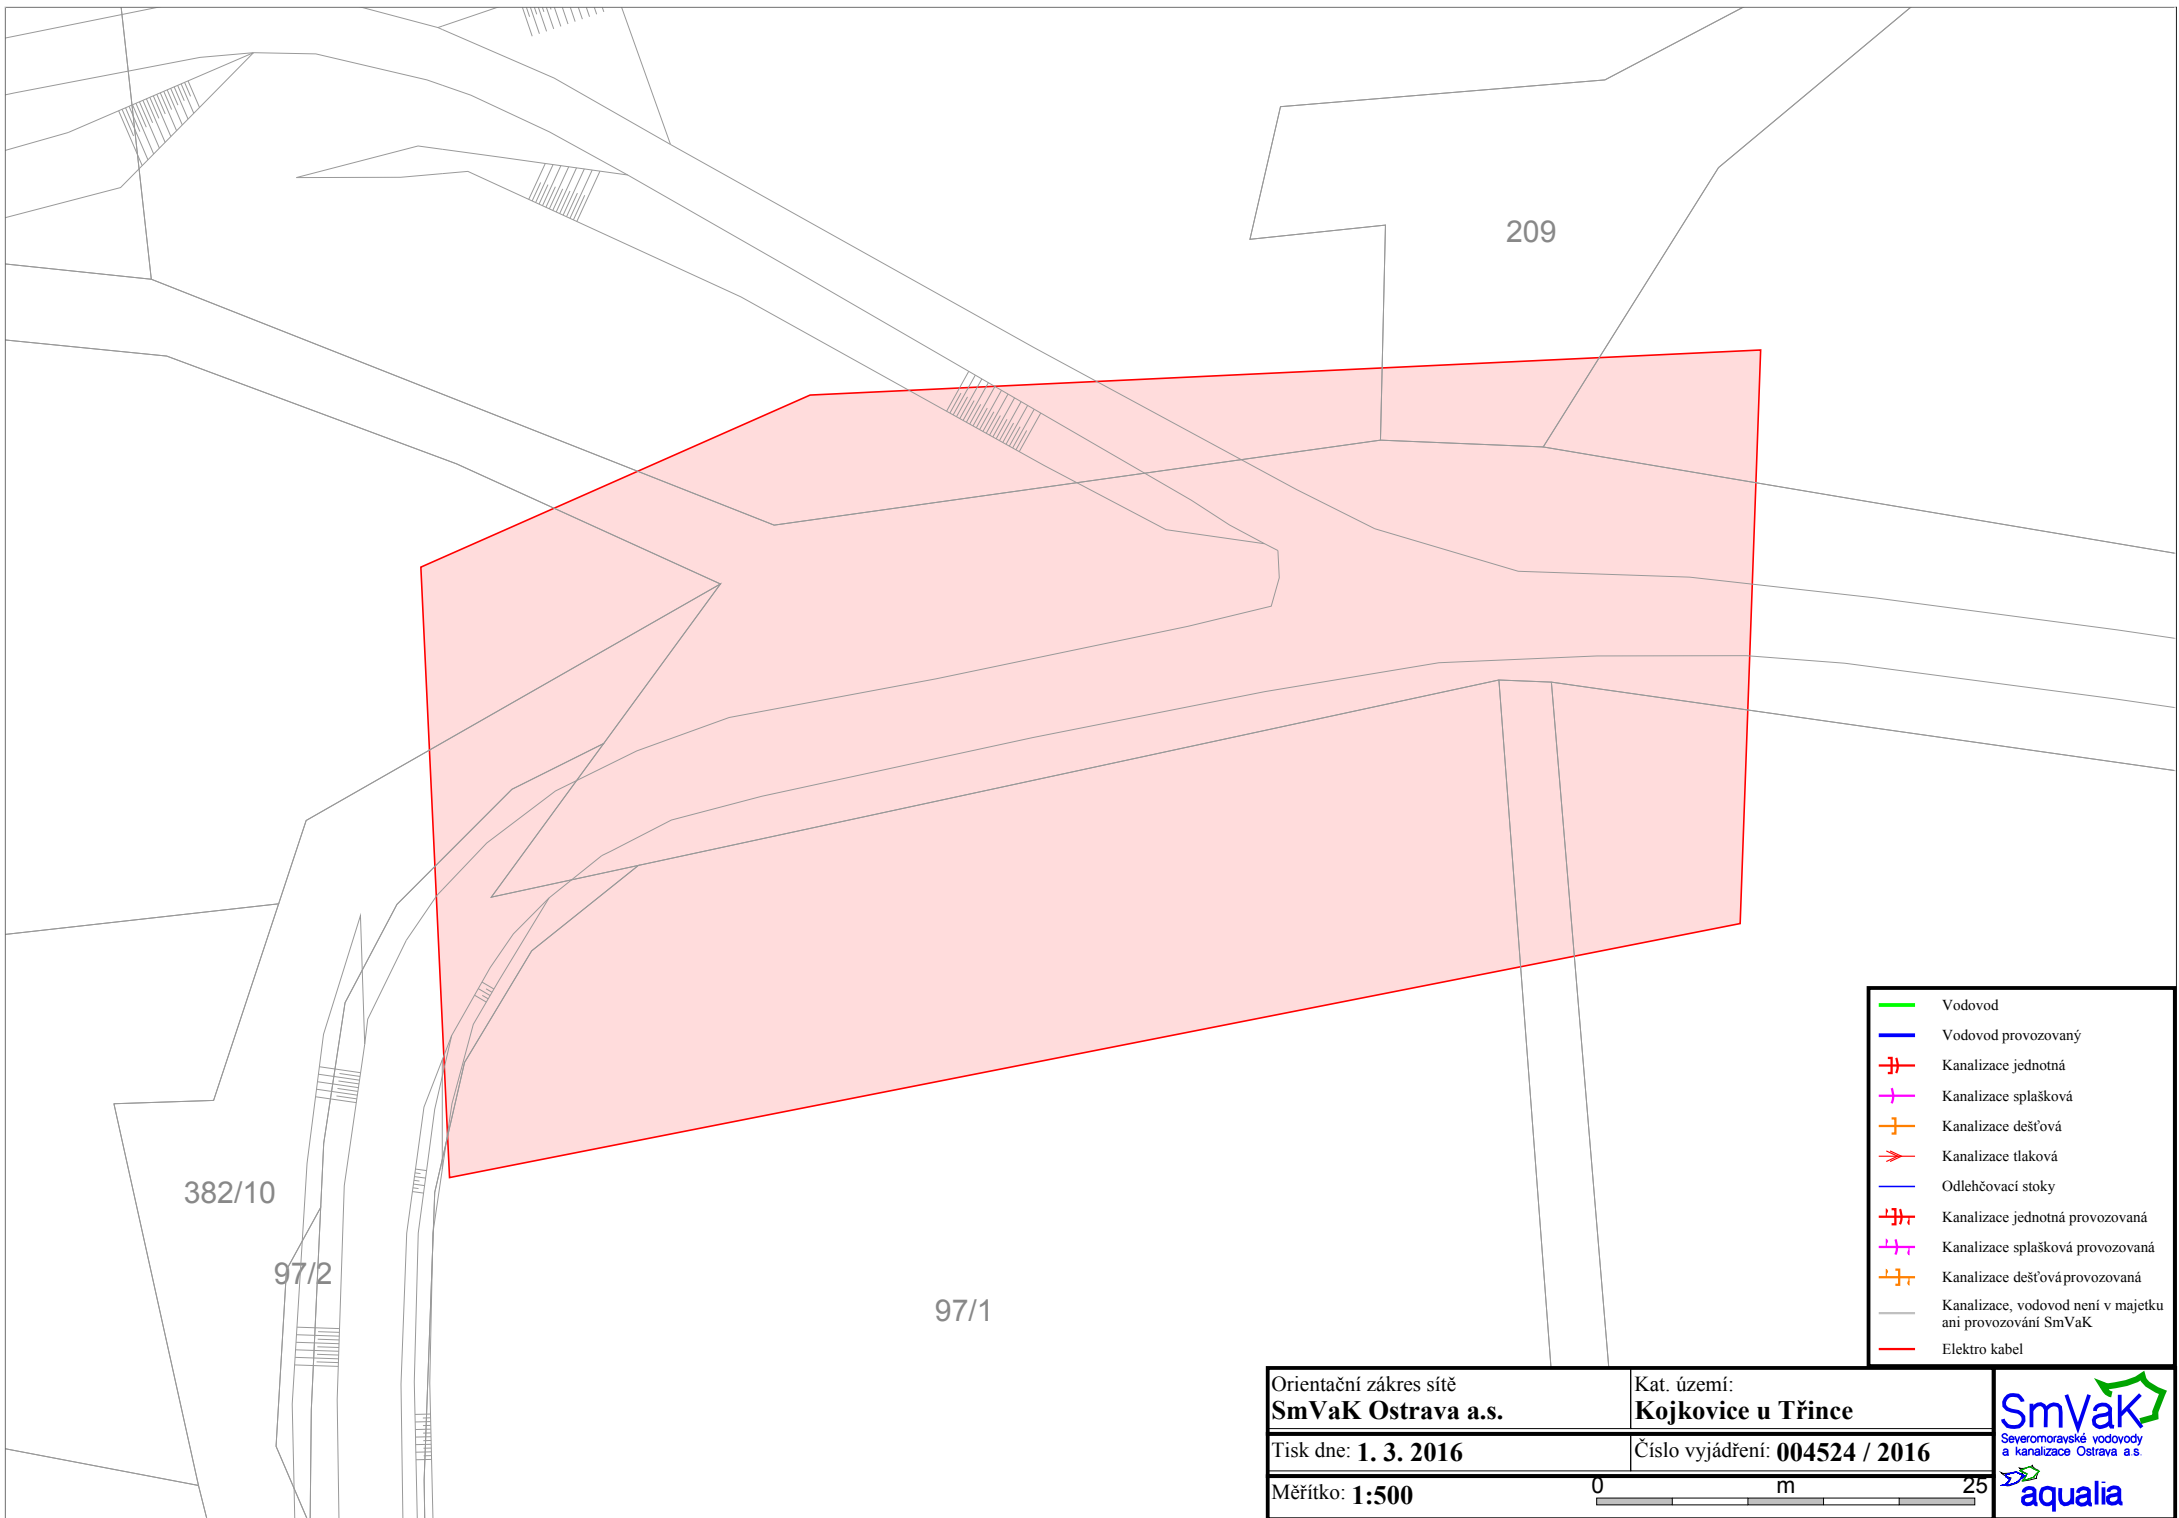 209
382/10
97/2
97/1
Vodovod
Vodovod provozovaný
Kanalizace jednotná
Kanalizace splašková
Kanalizace dešťová
Kanalizace tlaková
Odlehčovací stoky
Kanalizace jednotná provozovaná
Kanalizace splašková provozovaná
Kanalizace dešťová provozovaná
Kanalizace, vodovod není v majetku
ani provozování SmVaK
Elektro kabel
Orientační zákres sítě
SmVaK Ostrava a.s.
Kat. území:
Kojkovice u Třince
Tisk dne: 1. 3. 2016
Číslo vyjádření: 004524 / 2016
Měřítko: 1:500
0 m 25
SmVaK
Severomoravské vodovody
a kanalizace Ostrava a.s.
aqualia